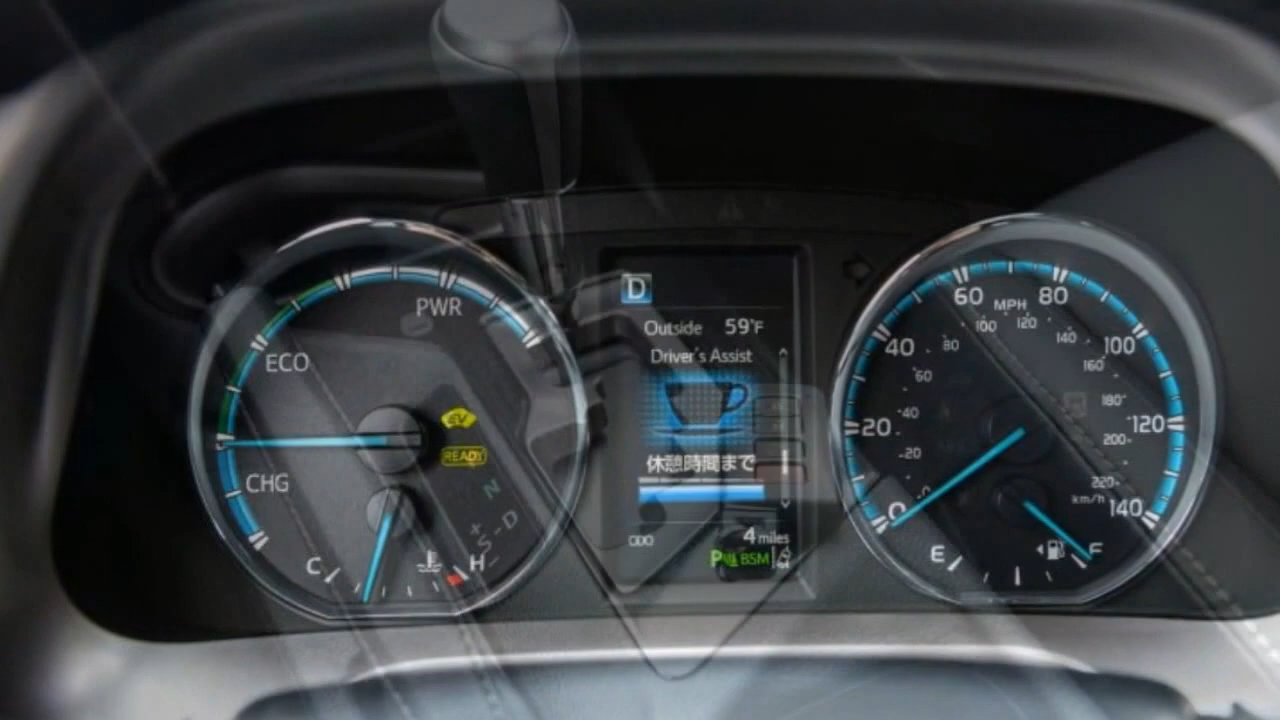 PWR
ECO
CHG
C
H
EV
READY
N
+
S-D
D
Outside 59°F
Driver's Assist
休憩時間まで
ODO 4 miles
BSM
0
20
40
60
80
100
120
140
MPH
20
40
60
80
100
120
140
160
180
200
220
km/h
E
F